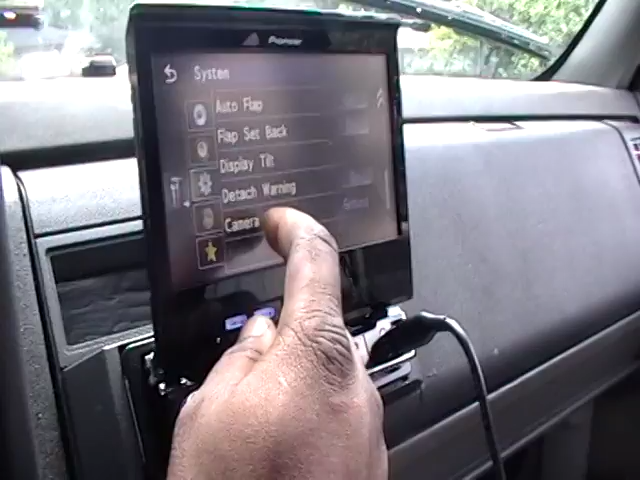 Pioneer
System
Auto Flap
Flap Set Back
Display Tilt
Detach Warning
Camera